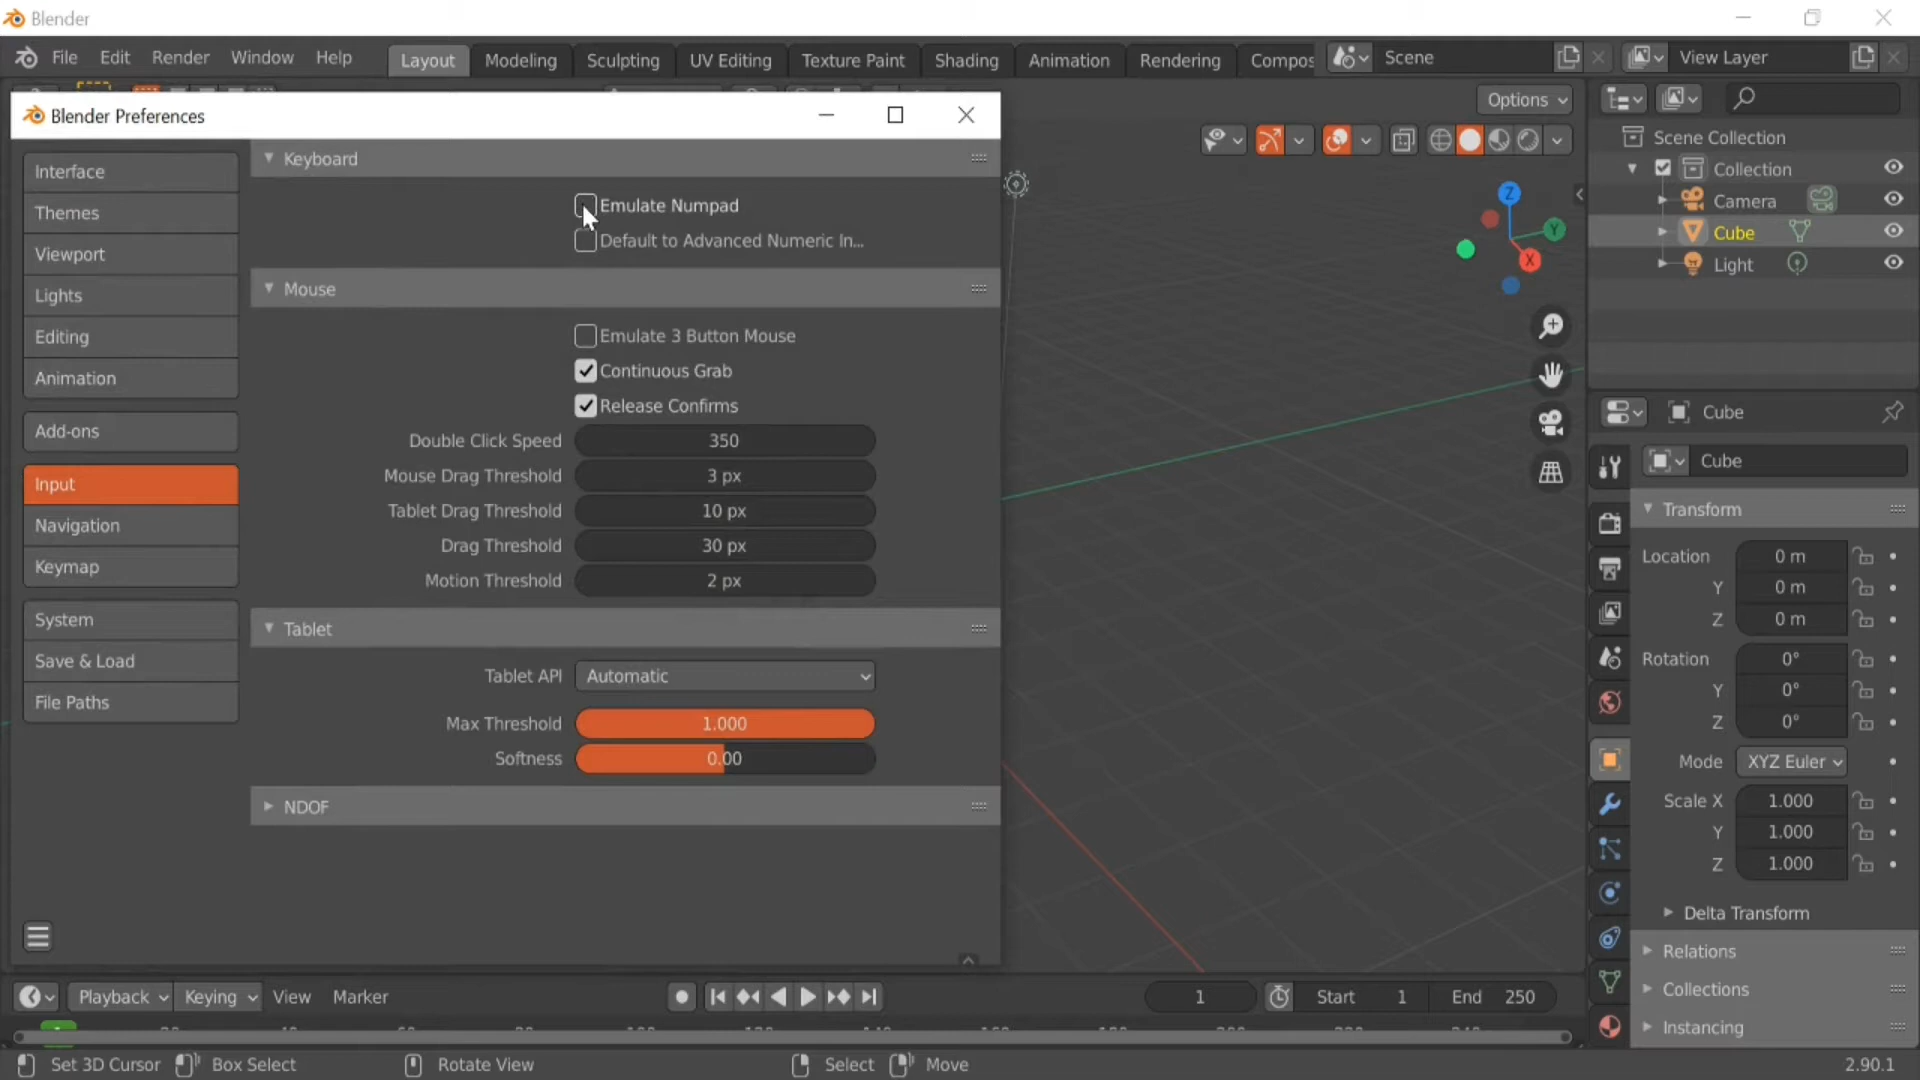 Blender
File Edit Render Window Help Layout Modeling Sculpting UV Editing Texture Paint Shading Animation Rendering Compos Scene View Layer
Blender Preferences
Options
Interface
Themes
Viewport
Lights
Editing
Animation
Add-ons
Input
Navigation
Keymap
System
Save & Load
File Paths
Keyboard
Emulate Numpad
Default to Advanced Numeric In...
Mouse
Emulate 3 Button Mouse
Continuous Grab
Release Confirms
Double Click Speed 350
Mouse Drag Threshold 3 px
Tablet Drag Threshold 10 px
Drag Threshold 30 px
Motion Threshold 2 px
Tablet
Tablet API Automatic
Max Threshold 1.000
Softness 0.00
NDOF
Z
Y
X
Scene Collection
Collection
Camera
Cube
Light
Cube
Cube
Transform
Location 0 m
Y 0 m
Z 0 m
Rotation 0°
Y 0°
Z 0°
Mode XYZ Euler
Scale X 1.000
Y 1.000
Z 1.000
Delta Transform
Relations
Collections
Instancing
Playback Keying View Marker 1 Start 1 End 250
Set 3D Cursor Box Select Rotate View Select Move 2.90.1